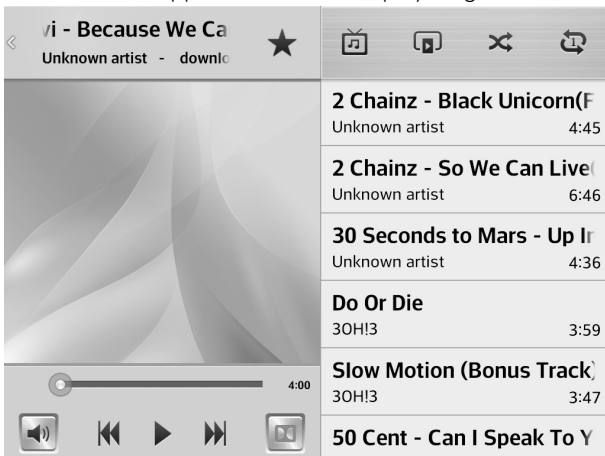 vi - Because We Ca
Unknown artist - downlo
4:00
2 Chainz - Black Unicorn(F
Unknown artist 4:45
2 Chainz - So We Can Live(
Unknown artist 6:46
30 Seconds to Mars - Up In
Unknown artist 4:36
Do Or Die
3OH!3 3:59
Slow Motion (Bonus Track)
3OH!3 3:47
50 Cent - Can I Speak To Y